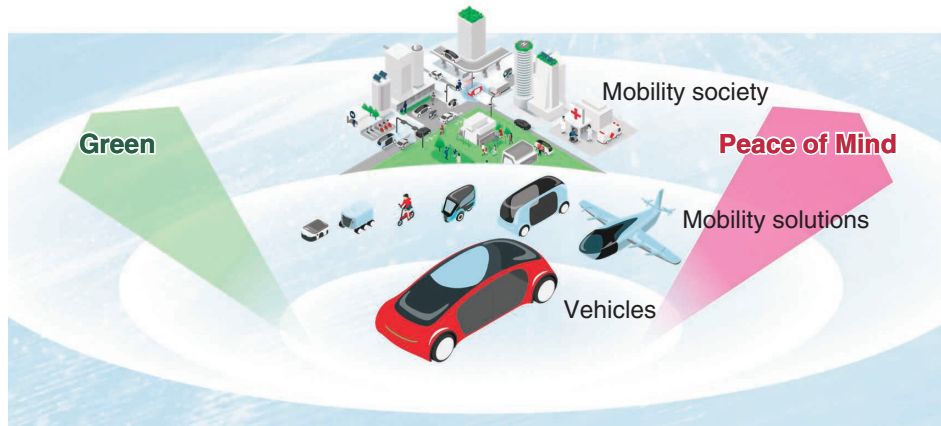 Mobility society
Green
Peace of Mind
Mobility solutions
Vehicles